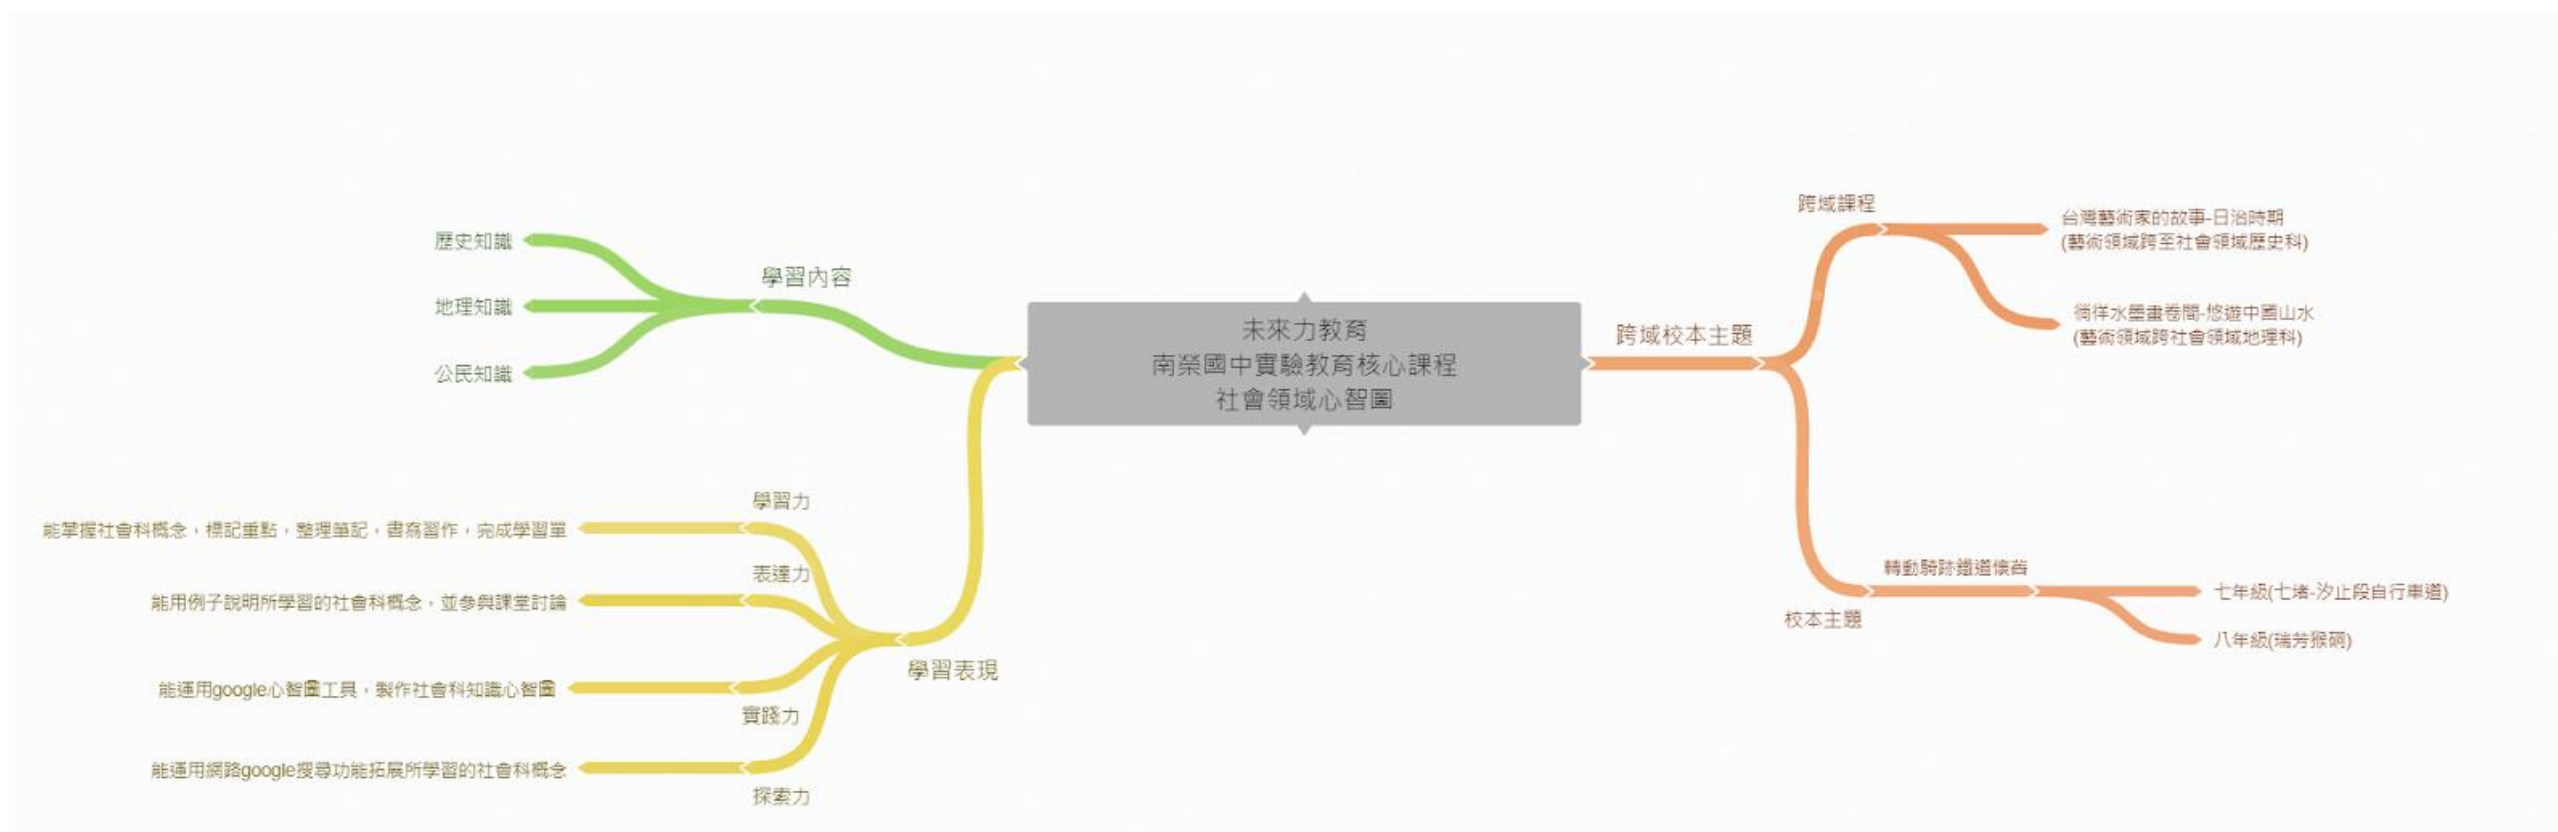 未來力教育
南榮國中實驗教育核心課程
社會領域心智圖
學習內容
歷史知識
地理知識
公民知識
學習表現
學習力
能掌握社會科概念，標記重點，整理筆記，書寫習作，完成學習單
表達力
能用例子說明所學習的社會科概念，並參與課堂討論
能運用google心智圖工具，製作社會科知識心智圖
實踐力
能運用網路google搜尋功能拓展所學習的社會科概念
探索力
跨域校本主題
跨域課程
台灣藝術家的故事-日治時期
(藝術領域跨至社會領域歷史科)
徜徉水墨畫卷間-悠遊中國山水
(藝術領域跨社會領域地理科)
校本主題
轉動騎跡鐵道懷舊
七年級(七堵-汐止段自行車道)
八年級(瑞芳猴硐)